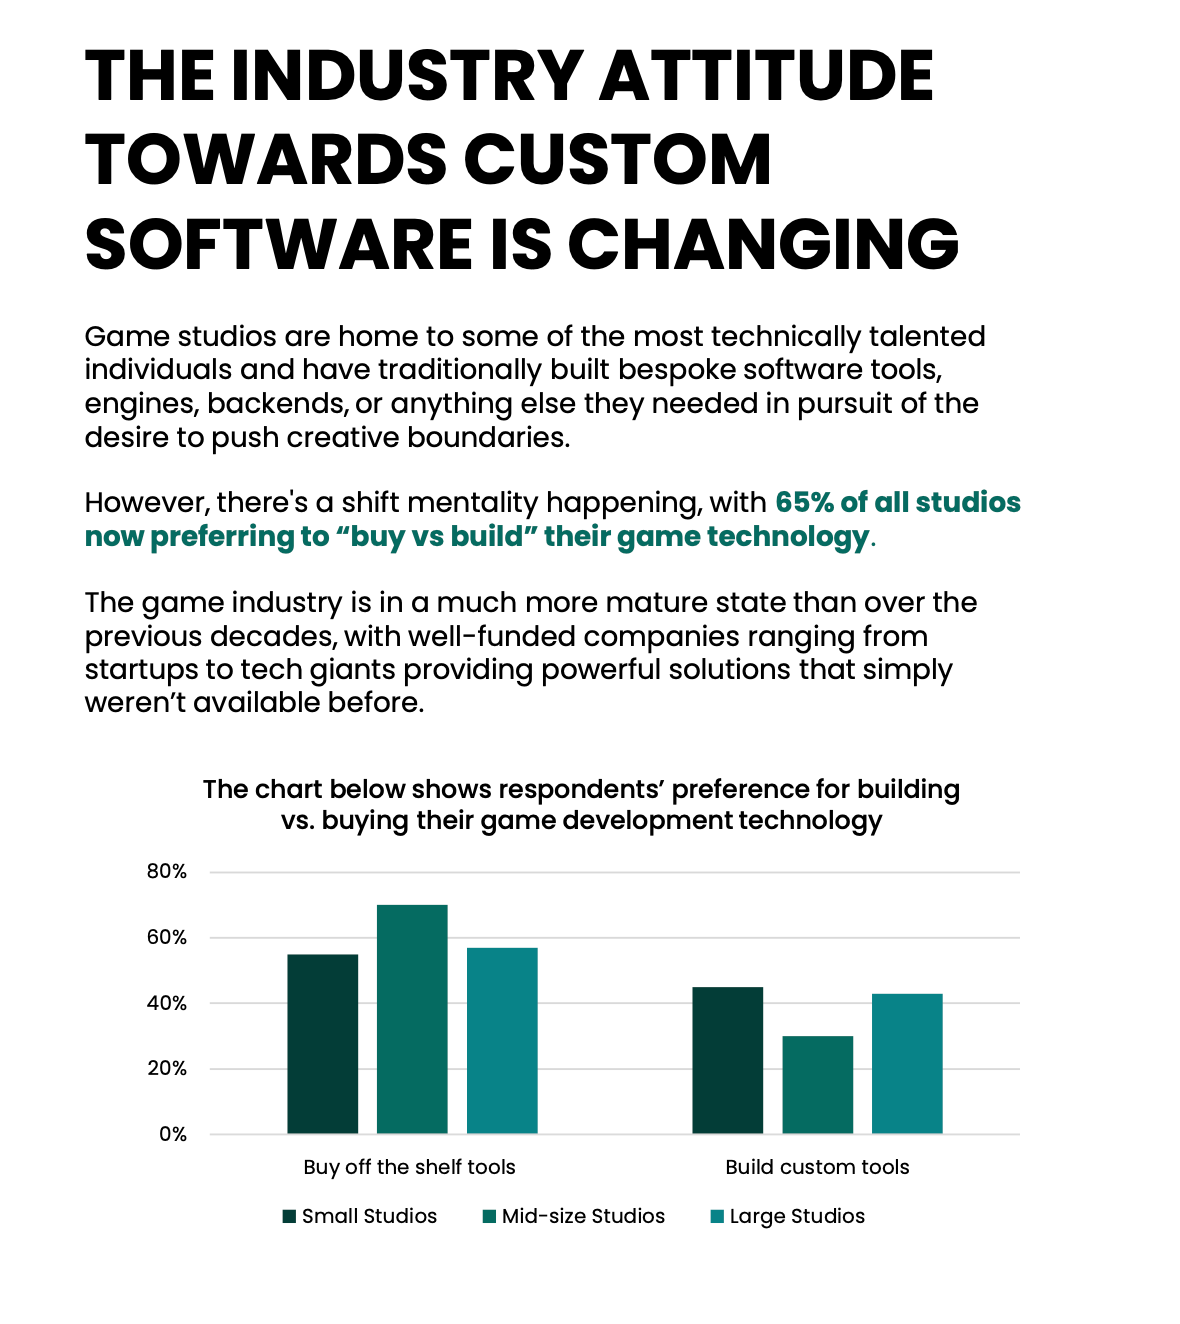 THE INDUSTRY ATTITUDE
TOWARDS CUSTOM
SOFTWARE IS CHANGING
Game studios are home to some of the most technically talented
individuals and have traditionally built bespoke software tools,
engines, backends, or anything else they needed in pursuit of the
desire to push creative boundaries.
However, there's a shift mentality happening, with 65% of all studios
now preferring to “buy vs build” their game technology.
The game industry is in a much more mature state than over the
previous decades, with well-funded companies ranging from
startups to tech giants providing powerful solutions that simply
weren’t available before.
The chart below shows respondents’ preference for building
vs. buying their game development technology
80%
60%
40%
20%
0%
Buy off the shelf tools
Build custom tools
Small Studios
Mid-size Studios
Large Studios